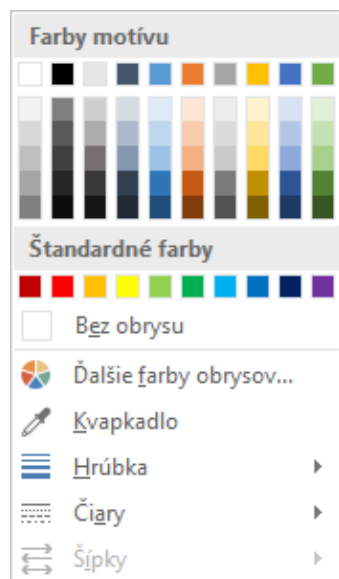 Farby motívu
Štandardné farby
Bez obrysu
Ďalšie farby obrysov...
Kvapkadlo
Hrúbka
Čiary
Šípky